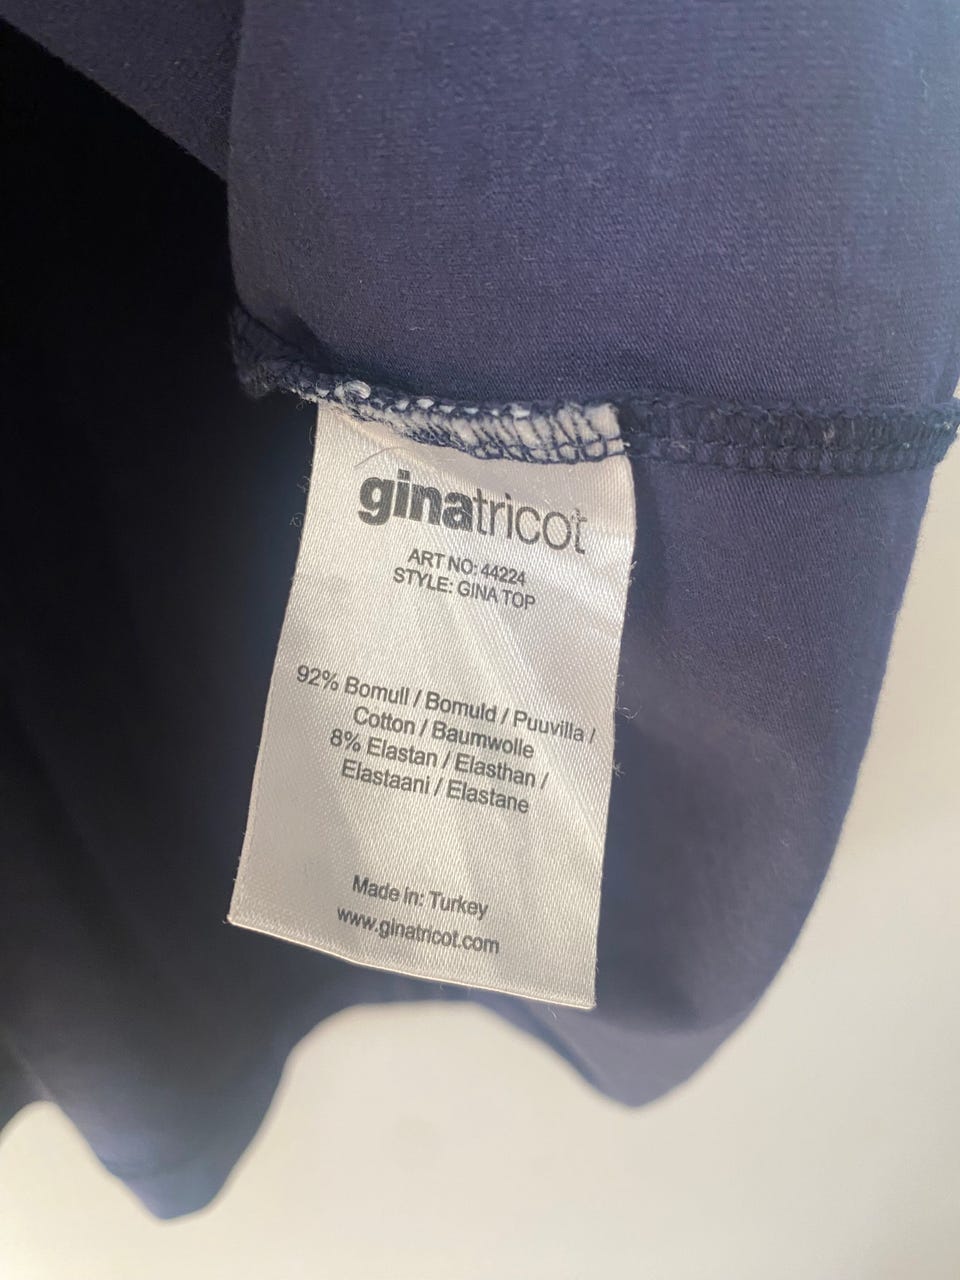 ginatricot
ART NO: 44224
STYLE: GINA TOP
92% Bomull / Bomuld / Puuvilla /
Cotton / Baumwolle
8% Elastan / Elasthan /
Elastaani / Elastane
Made in: Turkey
www.ginatricot.com